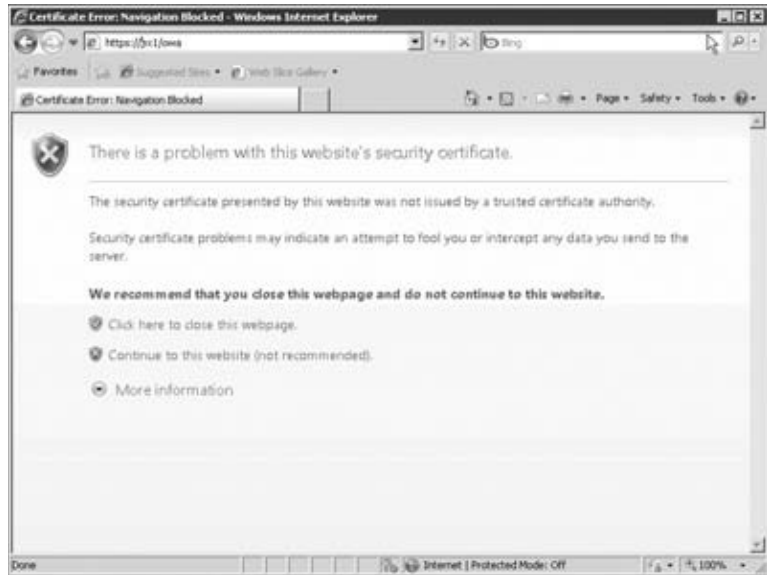 Certificate Error: Navigation Blocked - Windows Internet Explorer
Bing
Favorites Suggested Sites Web Slice Gallery
Certificate Error: Navigation Blocked
Page Safety Tools
There is a problem with this website's security certificate.
The security certificate presented by this website was not issued by a trusted certificate authority.
Security certificate problems may indicate an attempt to fool you or intercept any data you send to the
server.
We recommend that you close this webpage and do not continue to this website.
Click here to close this webpage.
Continue to this website (not recommended).
More information
Done
Internet | Protected Mode: Off
100%